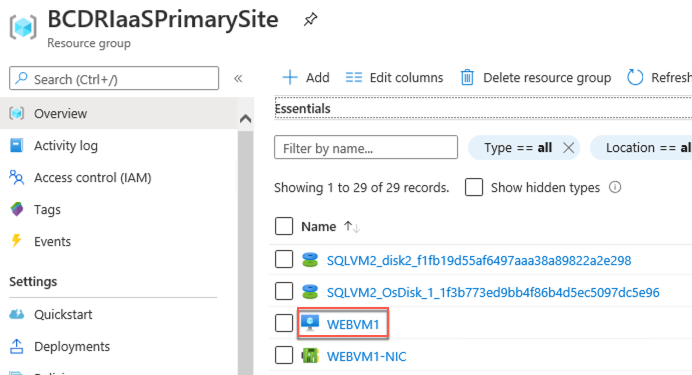 BCDRIaaSPrimarySite
Resource group
Search (Ctrl+/)
«
Overview
Activity log
Access control (IAM)
Tags
Events
Settings
Quickstart
Deployments
Add
Edit columns
Delete resource group
Refresh
Essentials
Filter by name...
Type == all
Location == al
Showing 1 to 29 of 29 records.
Show hidden types
Name ↑↓
SQLVM2_disk2_f1fb19d55af6497aaa38a89822a2e298
SQLVM2_OsDisk_1_1f3b773ed9bb4f86b4d5ec5097dc5e96
WEBVM1
WEBVM1-NIC